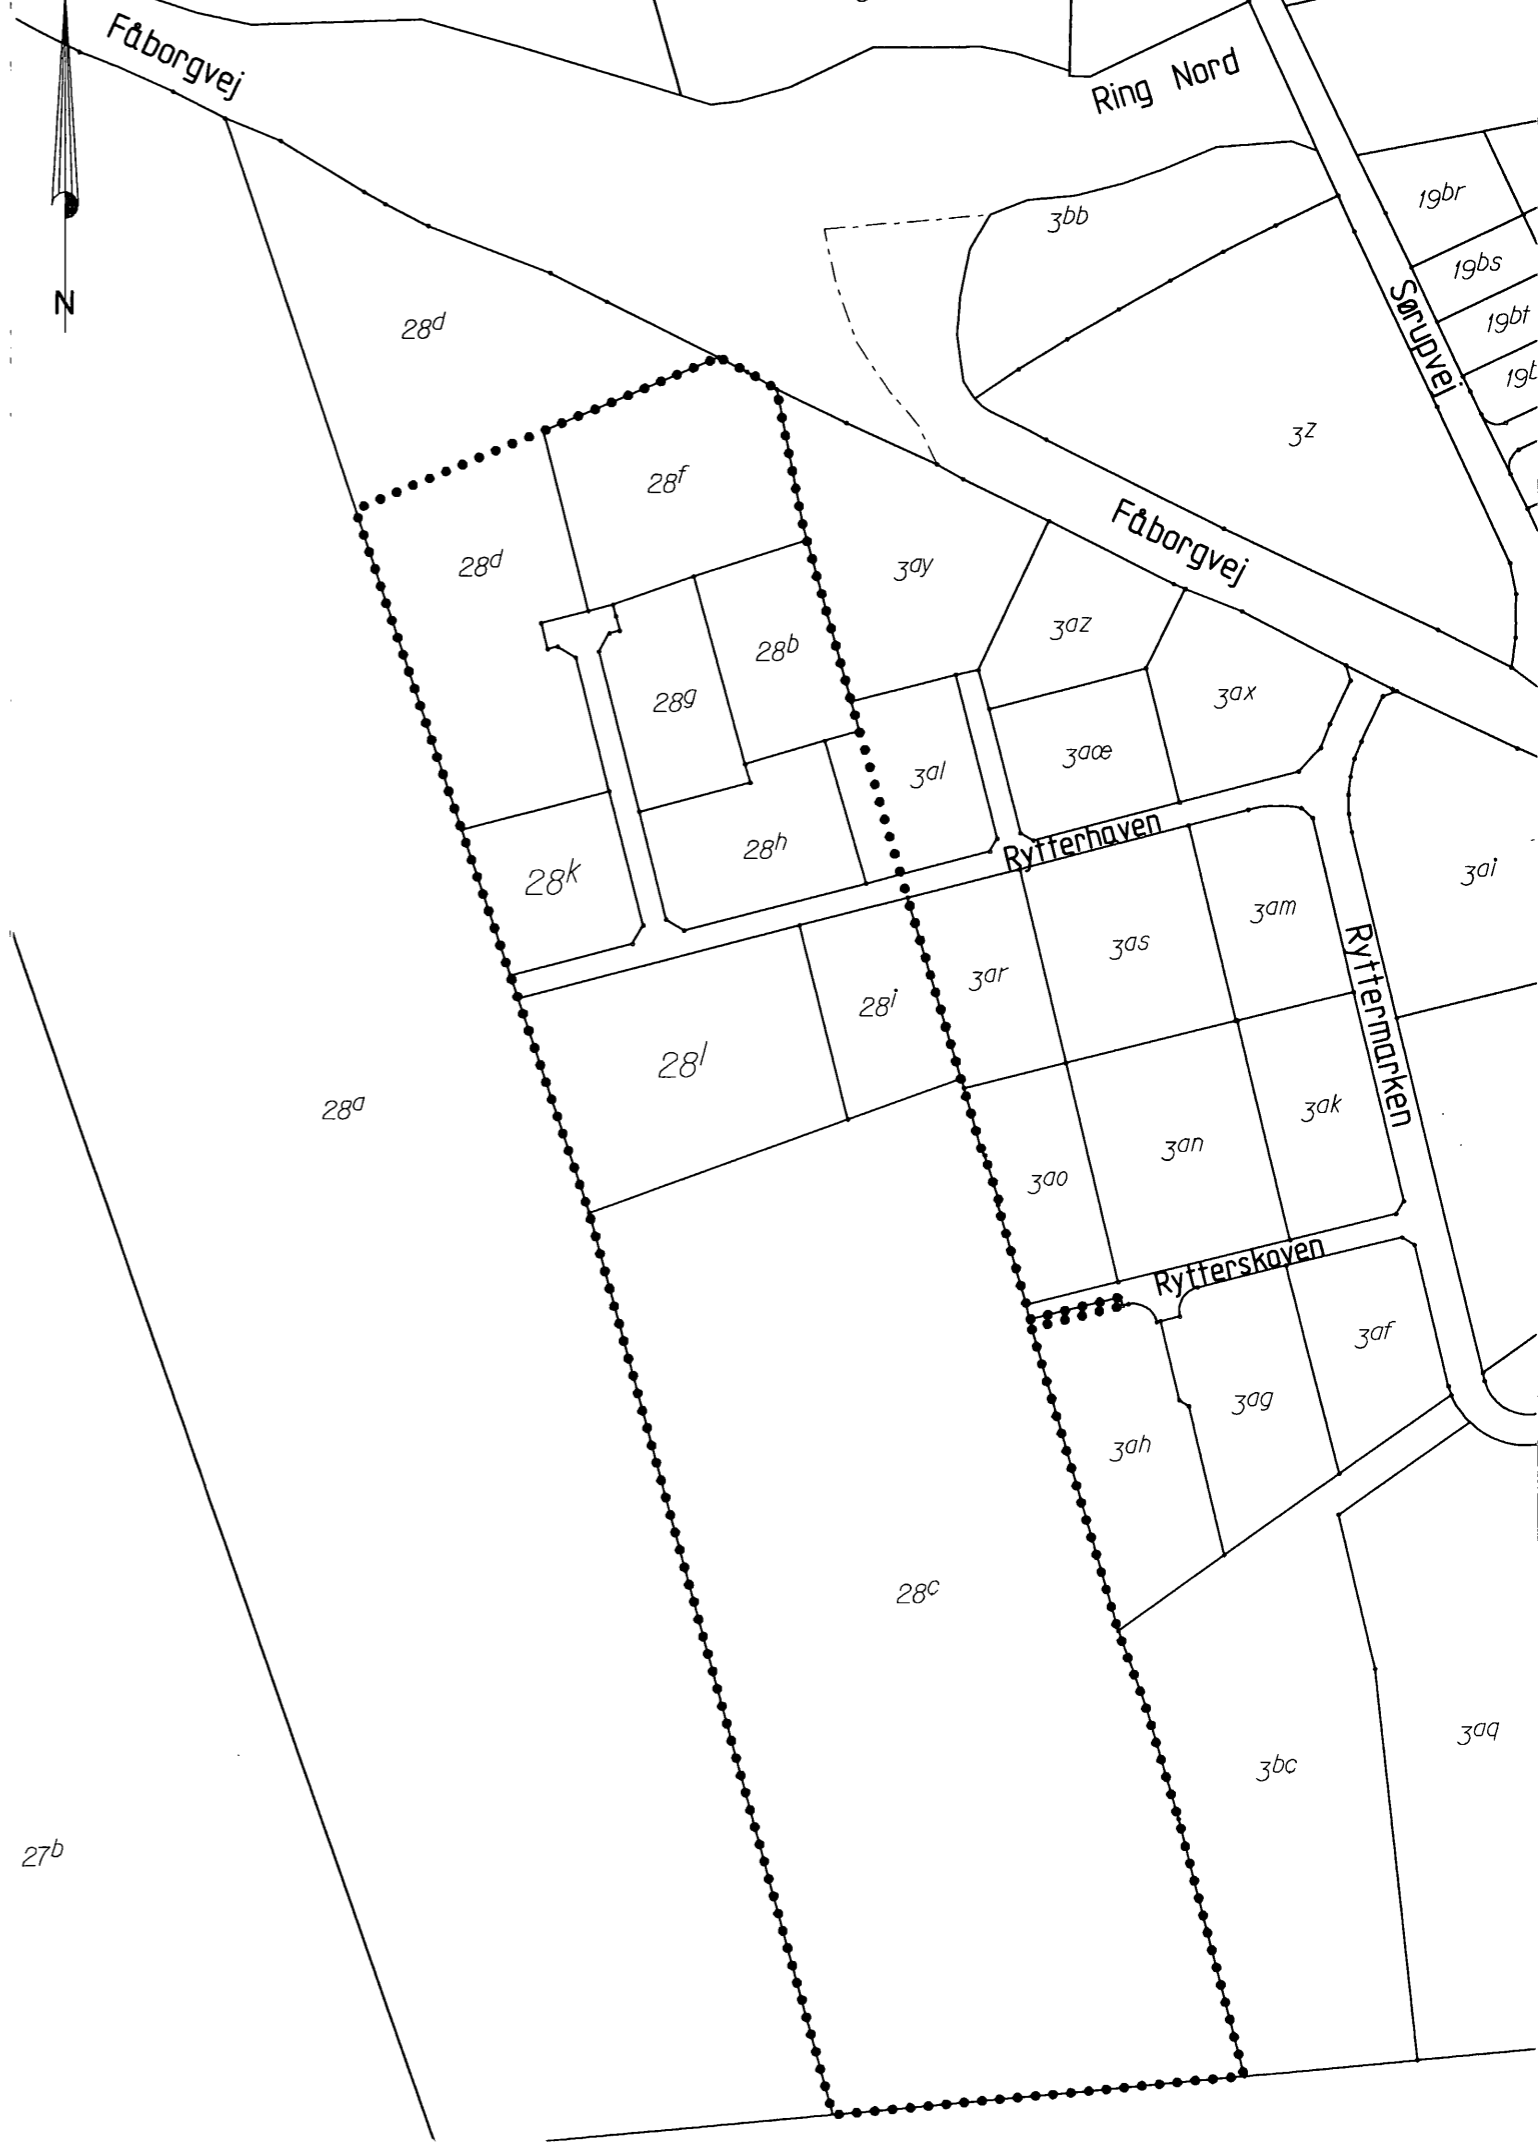 Fåborgvej
Ring Nord
N
28d
3bb
19br
19bs
19bt
Sørupvej
3z
28f
28d
3ay
Fåborgvej
3az
28b
28g
3ax
3aœ
3al
28h
Rytterhaven
28k
3am
3ai
3as
3ar
28i
Ryttermarken
28l
28a
3ak
3an
3ao
Rytterskoven
3af
3ag
3ah
28c
3bc
3aq
27b